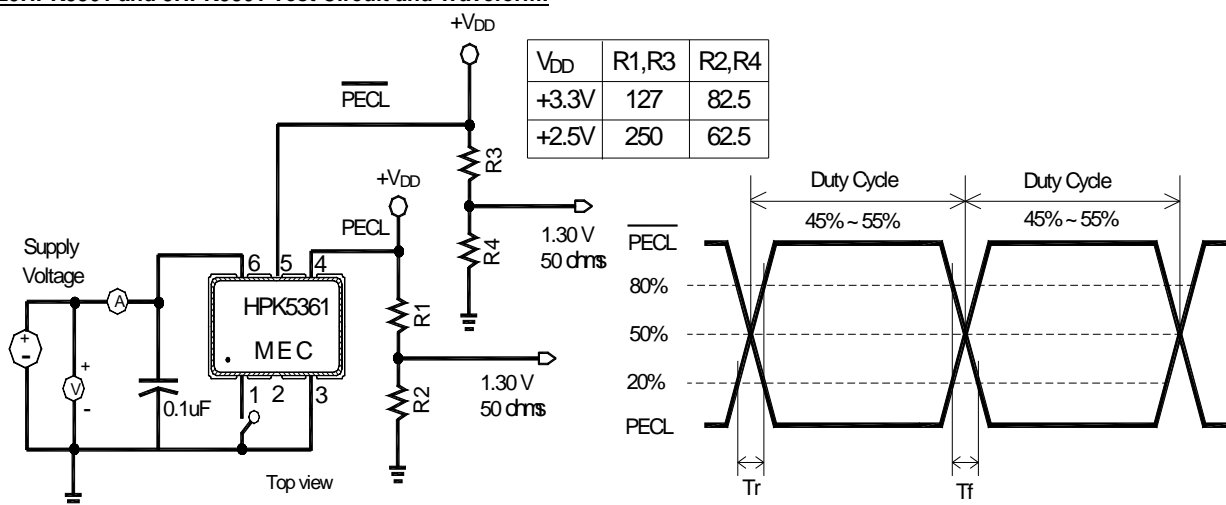 +VDD
PECL
VDD R1,R3 R2,R4
+3.3V 127 82.5
+2.5V 250 62.5
R3
R4
1.30 V
50 ohms
+VDD
PECL
Supply
Voltage
A
+
-
+
V
-
0.1uF
6 5 4
HPK5361
MEC
1 2 3
R1
R2
1.30 V
50 ohms
Top view
Duty Cycle Duty Cycle
45% ~ 55% 45% ~ 55%
PECL
80%
50%
20%
PECL
Tr Tf